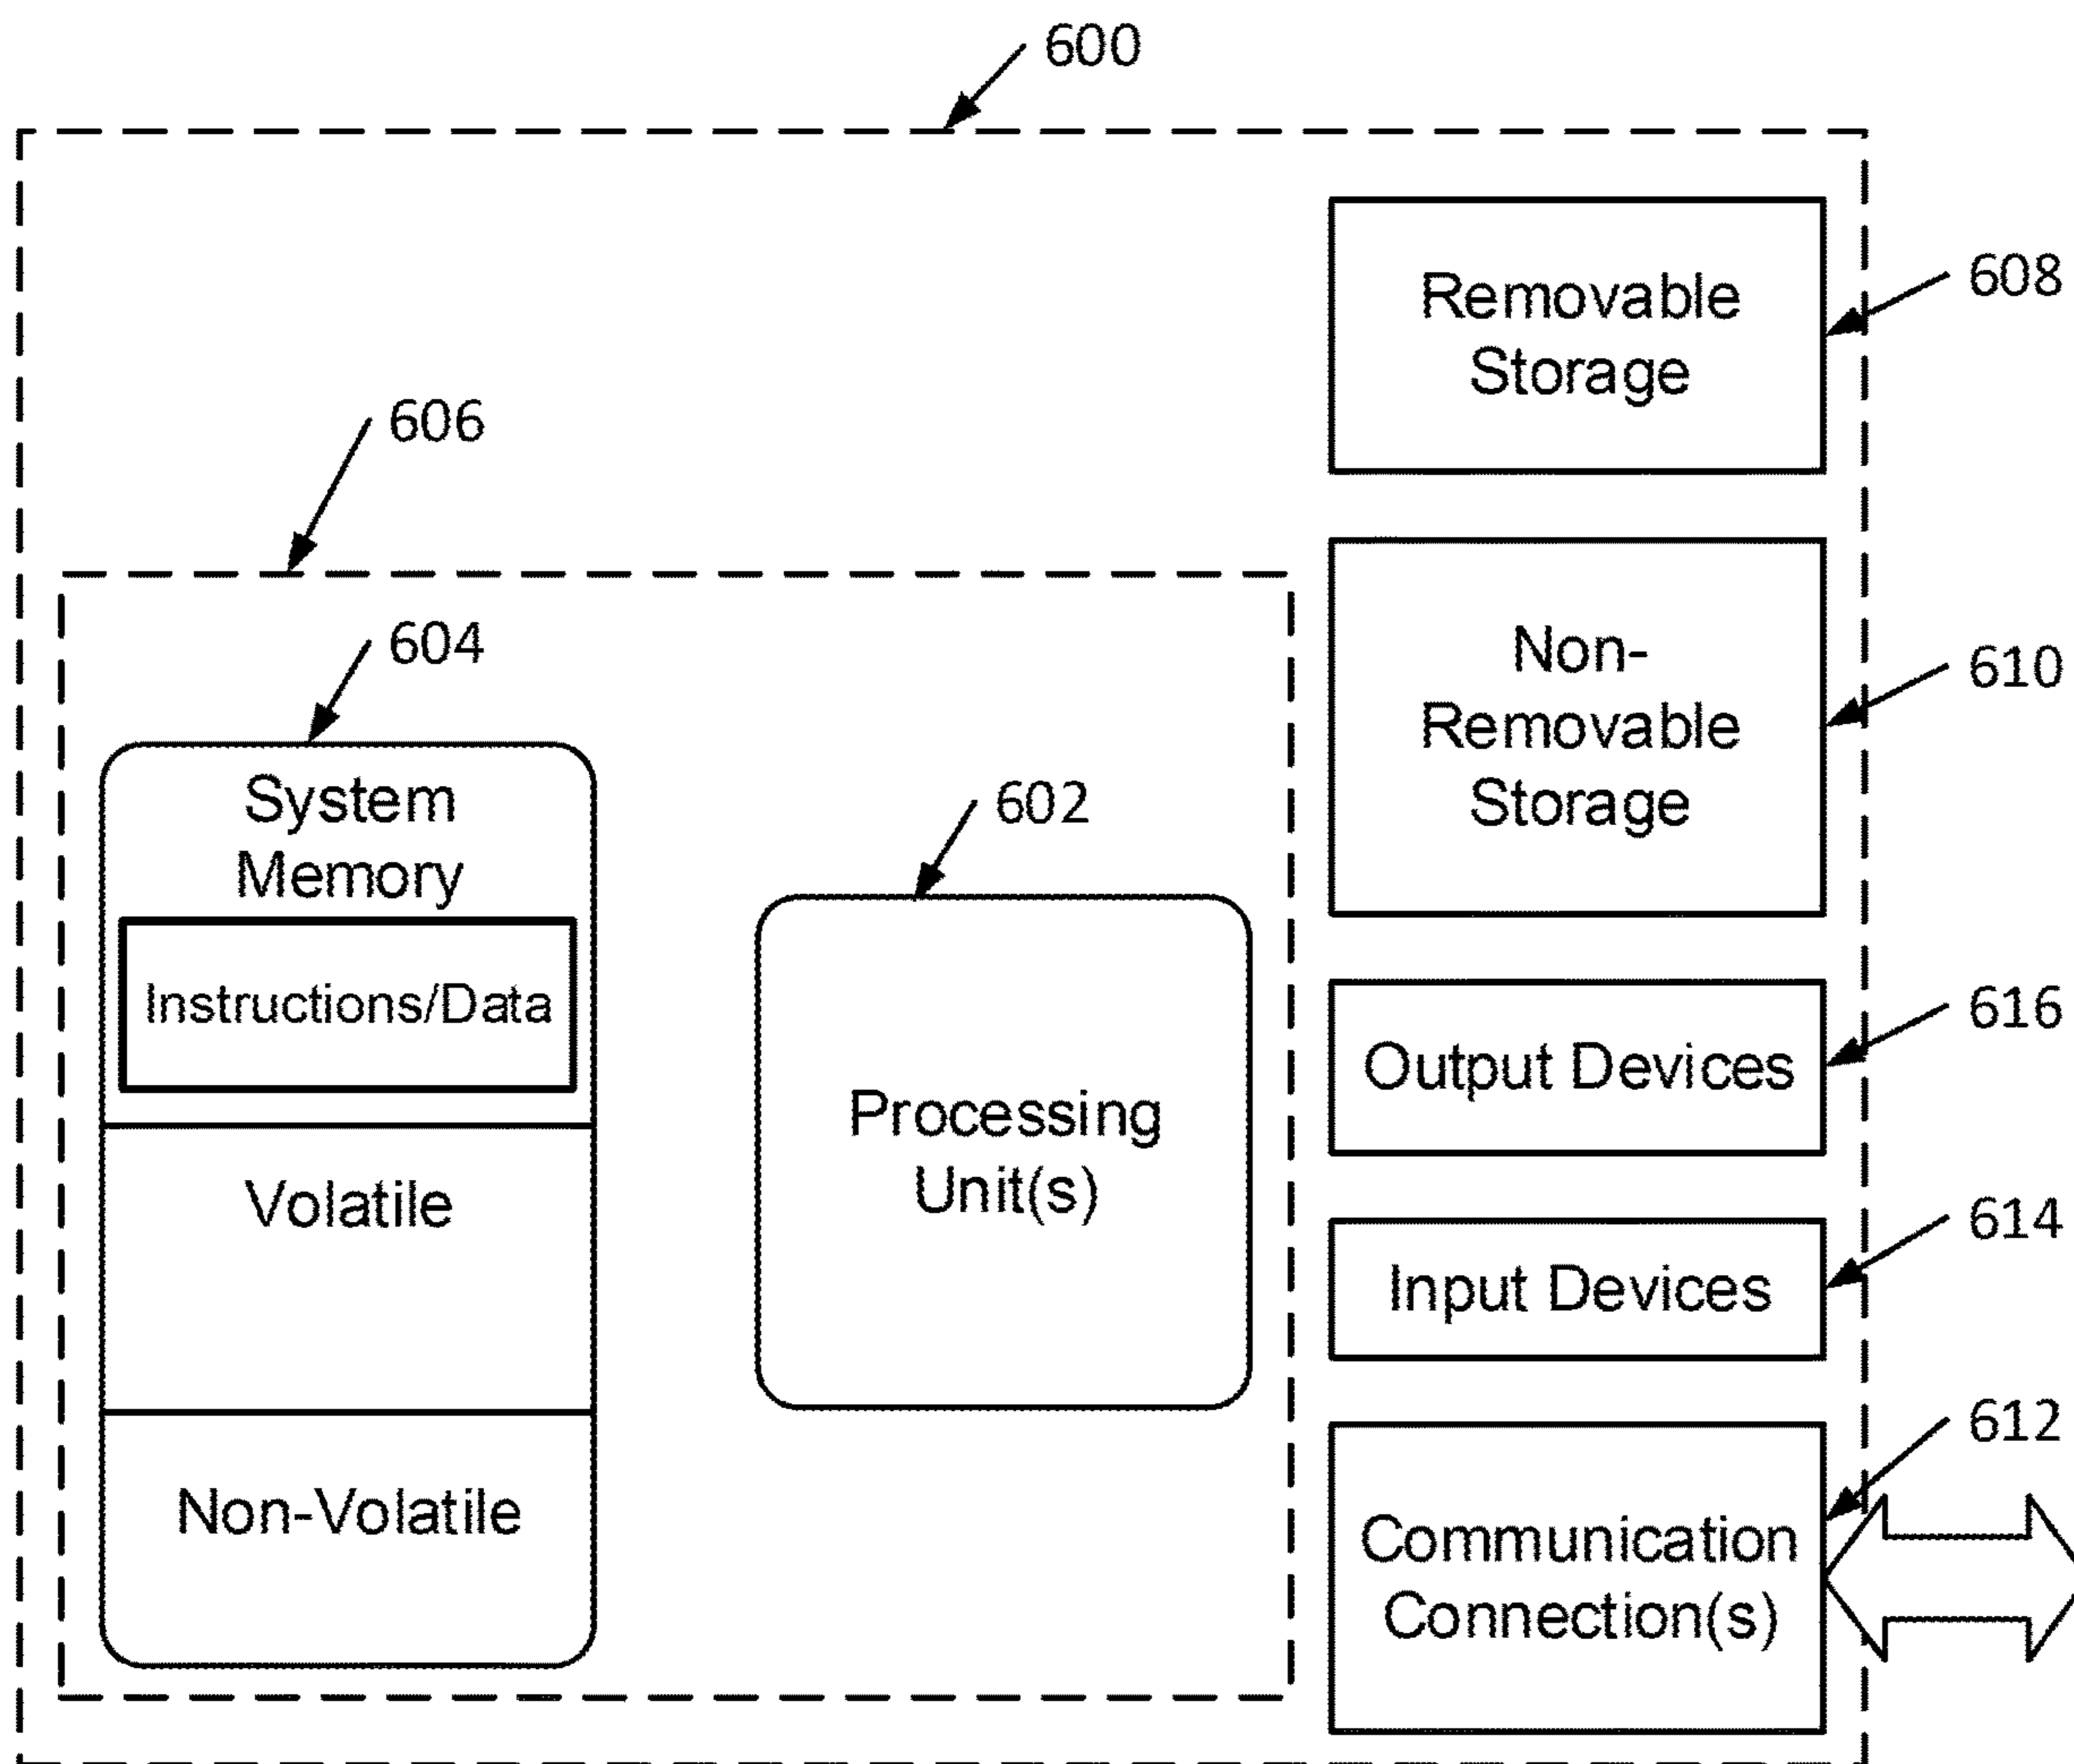 600
Removable
Storage
608
606
Non-
Removable
Storage
610
604
System
Memory
Instructions/Data
Volatile
Non-Volatile
602
Processing
Unit(s)
Output Devices
616
Input Devices
614
Communication
Connection(s)
612